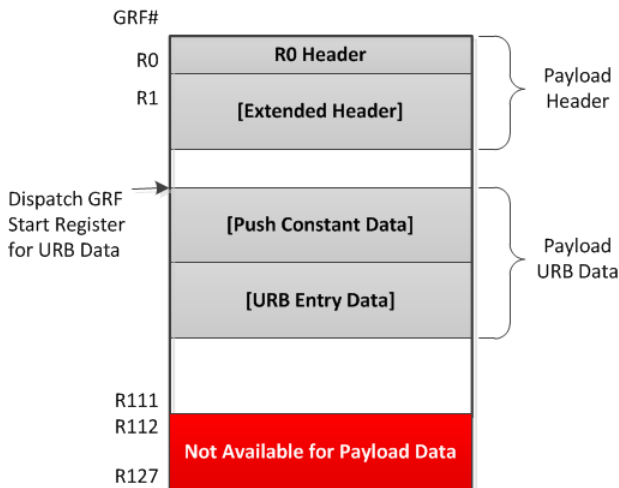 GRF#
R0
R0 Header
R1
[Extended Header]
Payload
Header
Dispatch GRF
Start Register
for URB Data
[Push Constant Data]
[URB Entry Data]
Payload
URB Data
R111
R112
Not Available for Payload Data
R127